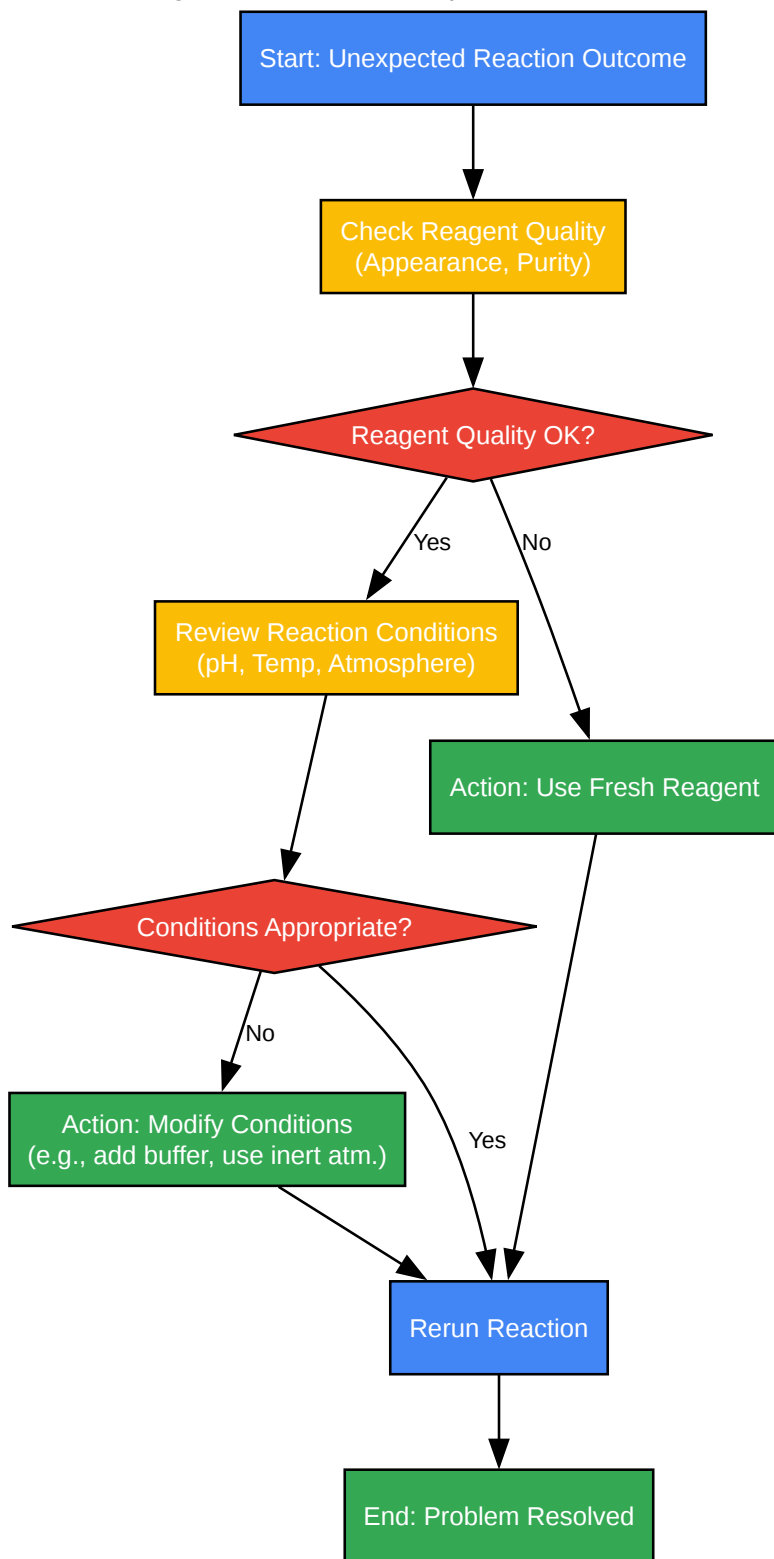 Start: Unexpected Reaction Outcome
Check Reagent Quality
(Appearance, Purity)
Reagent Quality OK?
Yes
No
Review Reaction Conditions
(pH, Temp, Atmosphere)
Action: Use Fresh Reagent
Conditions Appropriate?
No
Action: Modify Conditions
(e.g., add buffer, use inert atm.)
Yes
Rerun Reaction
End: Problem Resolved